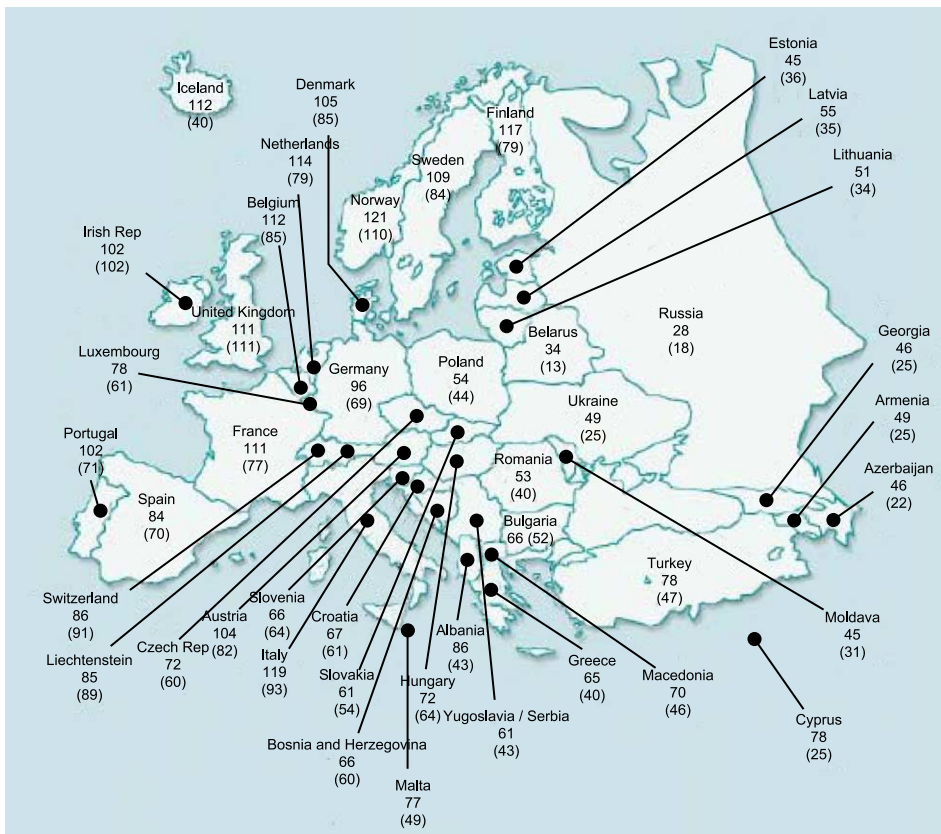 Iceland
112
(40)
Denmark
105
(85)
Finland
117
(79)
Estonia
45
(36)
Latvia
55
(35)
Lithuania
51
(34)
Netherlands
114
(79)
Sweden
109
(84)
Norway
121
(110)
Belgium
112
(85)
Irish Rep
102
(102)
United Kingdom
111
(111)
Russia
28
(18)
Belarus
34
(13)
Georgia
46
(25)
Luxembourg
78
(61)
Germany
96
(69)
Poland
54
(44)
Ukraine
49
(25)
Armenia
49
(25)
Portugal
102
(71)
France
111
(77)
Romania
53
(40)
Azerbaijan
46
(22)
Spain
84
(70)
Bulgaria
66 (52)
Turkey
78
(47)
Switzerland
86
(91)
Liechtenstein
85
(89)
Czech Rep
72
(60)
Austria
104
(82)
Slovenia
66
(64)
Italy
119
(93)
Croatia
67
(61)
Slovakia
61
(54)
Bosnia and Herzegovina
66
(60)
Malta
77
(49)
Hungary
72
(64)
Albania
86
(43)
Yugoslavia / Serbia
61
(43)
Greece
65
(40)
Macedonia
70
(46)
Moldava
45
(31)
Cyprus
78
(25)